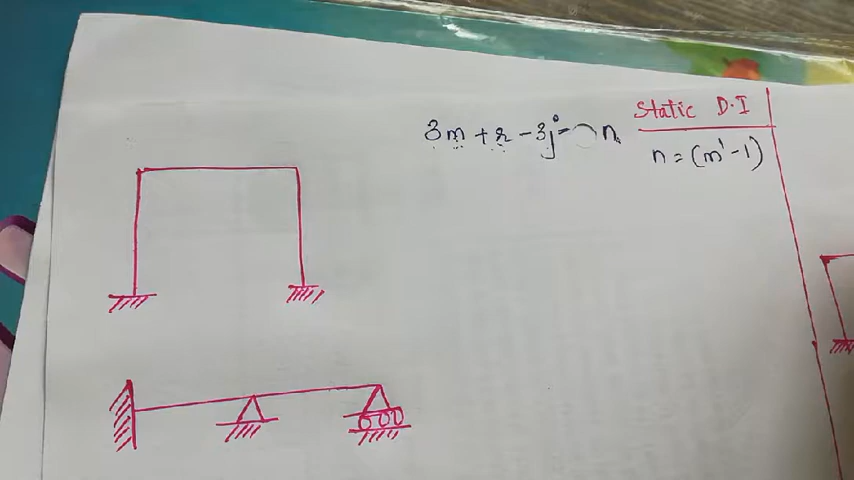 Static D.I
3m + r - 3j - n
n = (m' - 1)